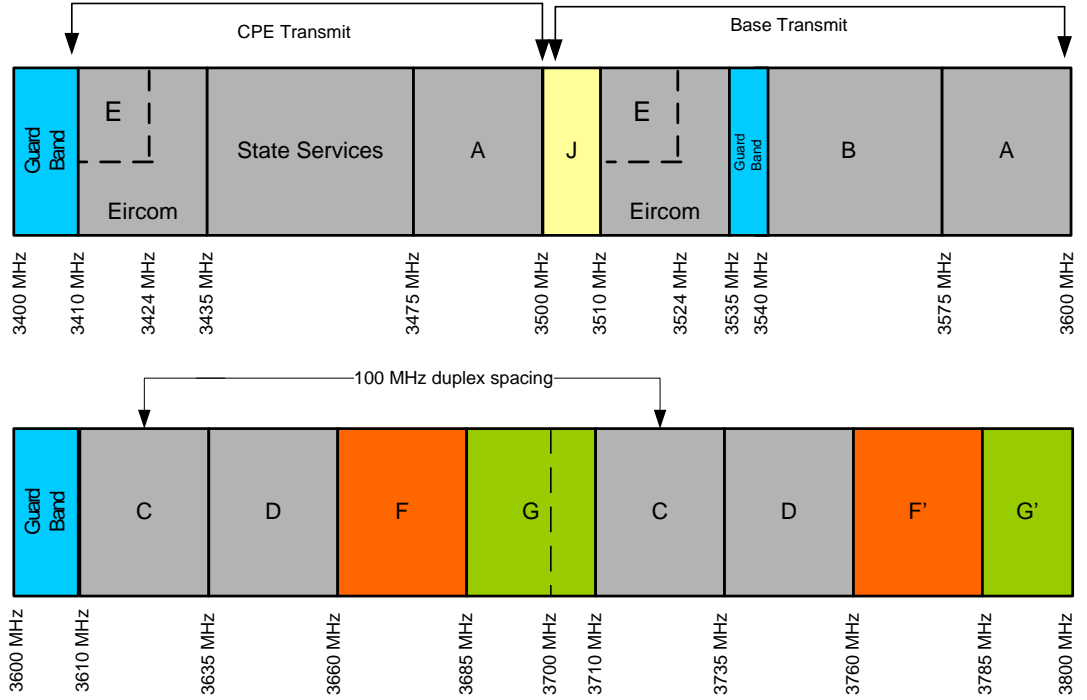 CPE Transmit
Base Transmit
Guard
Band
E
Eircom
State Services
A
J
E
Eircom
Guard
Band
B
A
3400 MHz
3410 MHz
3424 MHz
3435 MHz
3475 MHz
3500 MHz
3510 MHz
3524 MHz
3535 MHz
3540 MHz
3575 MHz
3600 MHz
100 MHz duplex spacing
Guard
Band
C
D
F
G
C
D
F'
G'
3600 MHz
3610 MHz
3635 MHz
3660 MHz
3685 MHz
3700 MHz
3710 MHz
3735 MHz
3760 MHz
3785 MHz
3800 MHz